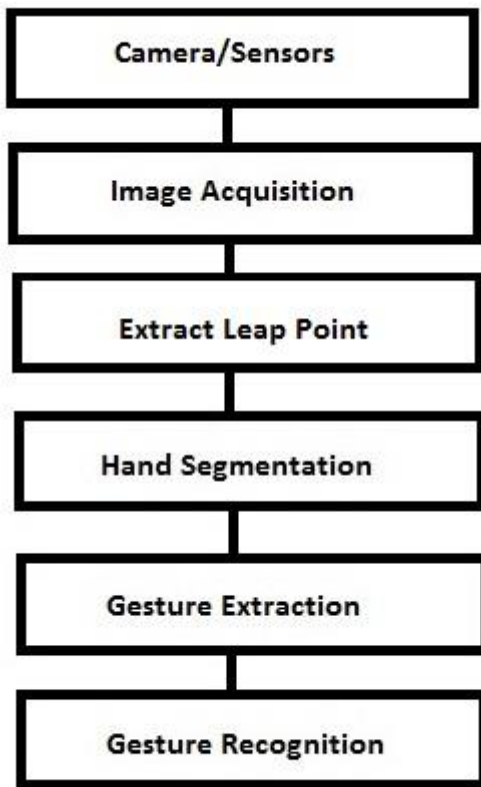 Camera/Sensors
Image Acquisition
Extract Leap Point
Hand Segmentation
Gesture Extraction
Gesture Recognition